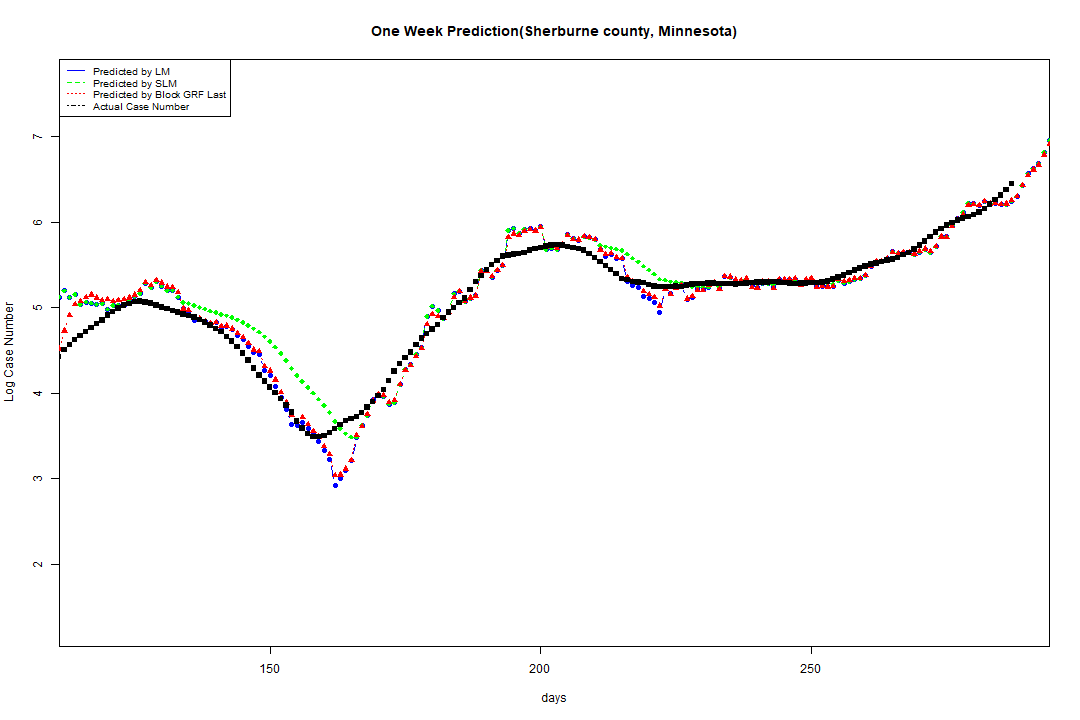 One Week Prediction(Sherburne county, Minnesota)
Predicted by LM
Predicted by SLM
Predicted by Block GRF Last
Actual Case Number
7
6
5
4
3
2
Log Case Number
150 200 250
days